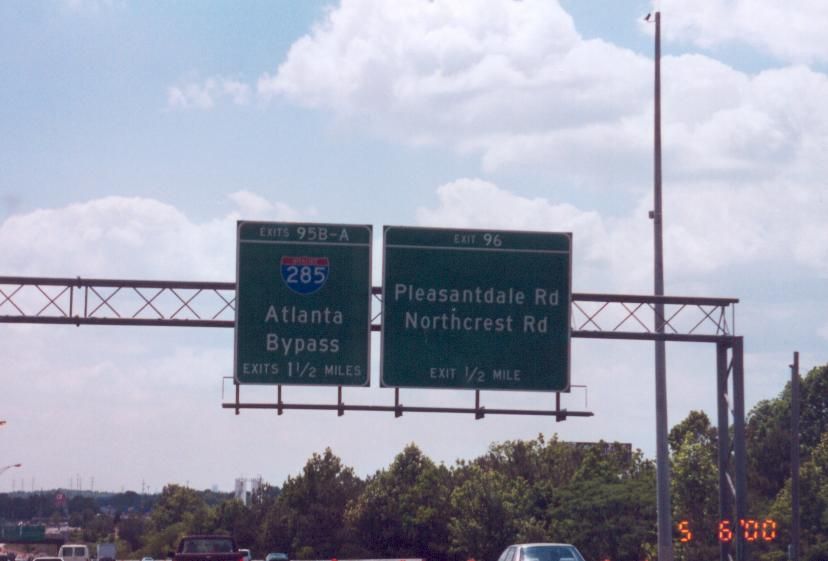 EXITS 95B-A
INTERSTATE
285
Atlanta
Bypass
EXITS 1 1/2 MILES
EXIT 96
Pleasantdale Rd
Northcrest Rd
EXIT 1/2 MILE
5 6 '00